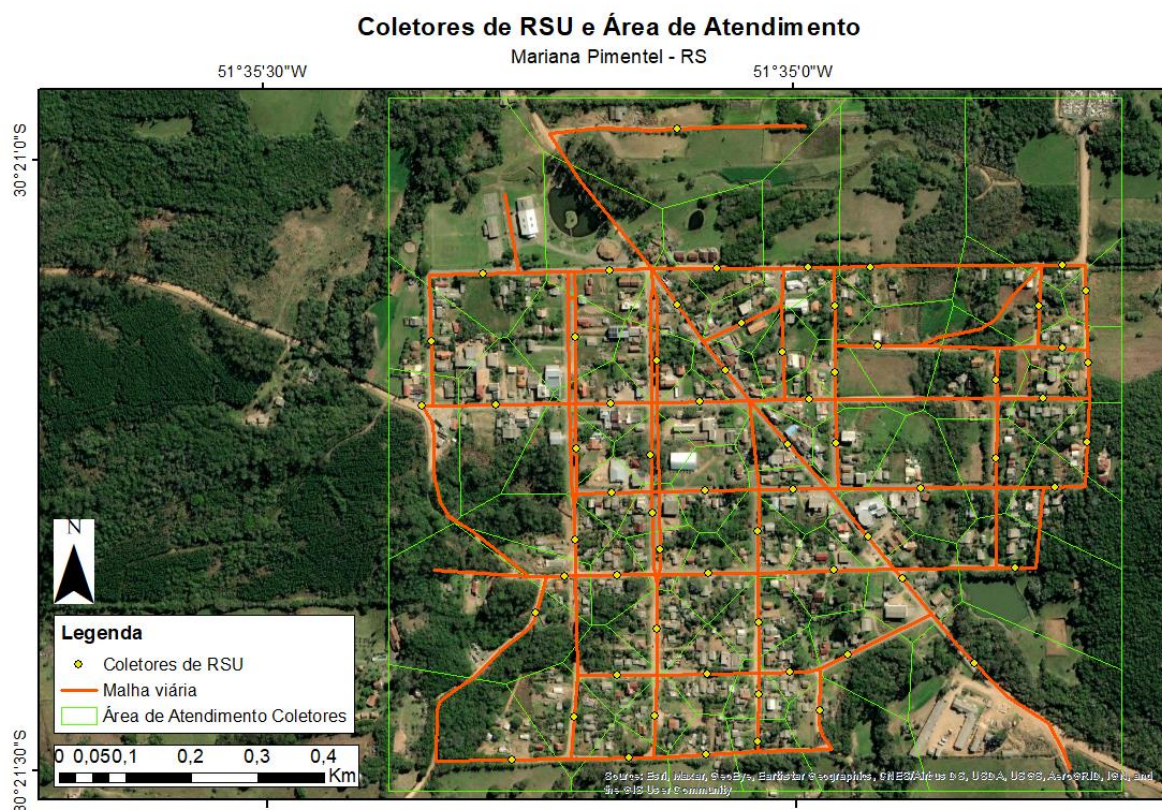 Coletores de RSU e Área de Atendimento
Mariana Pimentel - RS
51°35'30"W
51°35'0"W
30°21'0"S
30°21'30"S
N
Legenda
Coletores de RSU
Malha viária
Área de Atendimento Coletores
0 0,05 0,1 0,2 0,3 0,4
Km
Source: Esri, Maxar, GeoEye, Earthstar Geographics, CNES/Airbus DS, USDA, USGS, AeroGRID, IGN, and
the GIS User Community